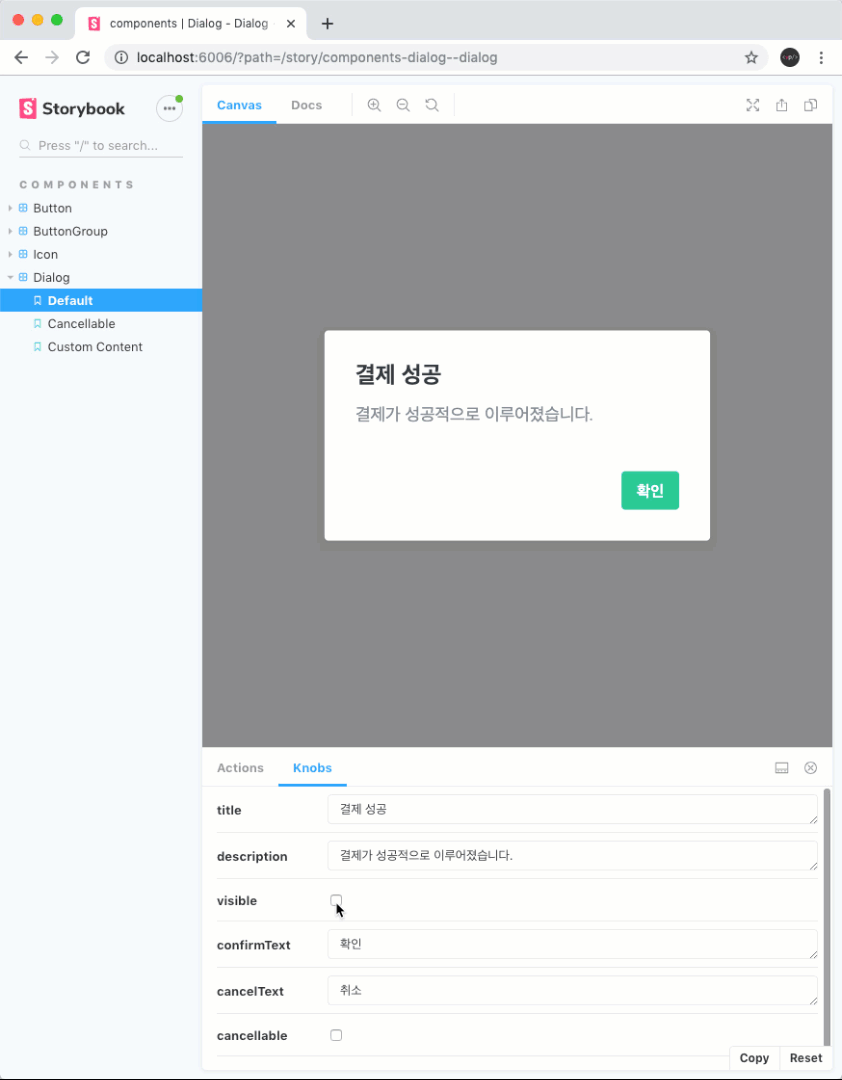 components | Dialog - Dialog
localhost:6006/?path=/story/components-dialog--dialog
Storybook
Press "/" to search...
COMPONENTS
Button
ButtonGroup
Icon
Dialog
Default
Cancellable
Custom Content
Canvas
Docs
결제 성공
결제가 성공적으로 이루어졌습니다.
확인
Actions
Knobs
title
결제 성공
description
결제가 성공적으로 이루어졌습니다.
visible
confirmText
확인
cancelText
취소
cancellable
Copy
Reset